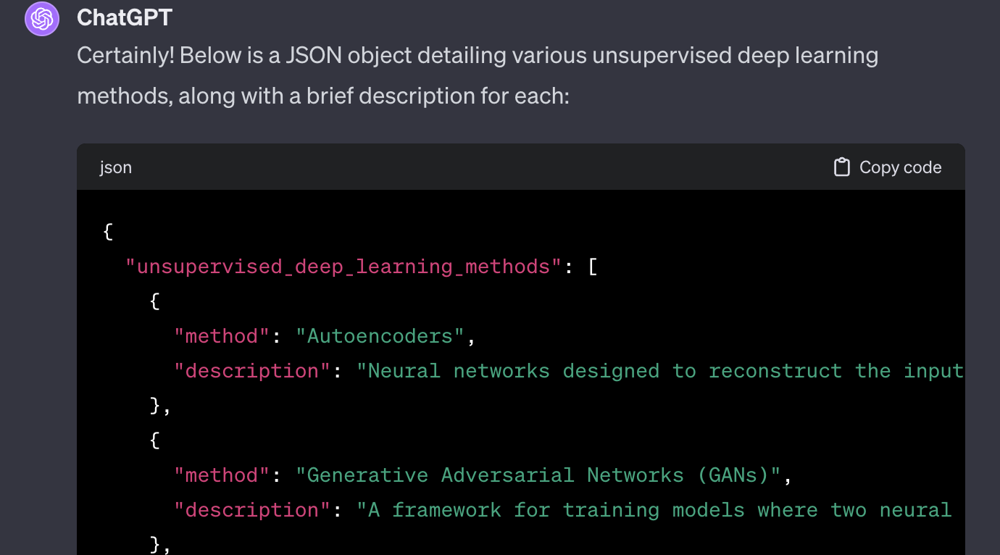 ChatGPT
Certainly! Below is a JSON object detailing various unsupervised deep learning
methods, along with a brief description for each:
json
Copy code
{
"unsupervised_deep_learning_methods": [
{
"method": "Autoencoders",
"description": "Neural networks designed to reconstruct the input
},
{
"method": "Generative Adversarial Networks (GANs)",
"description": "A framework for training models where two neural
},